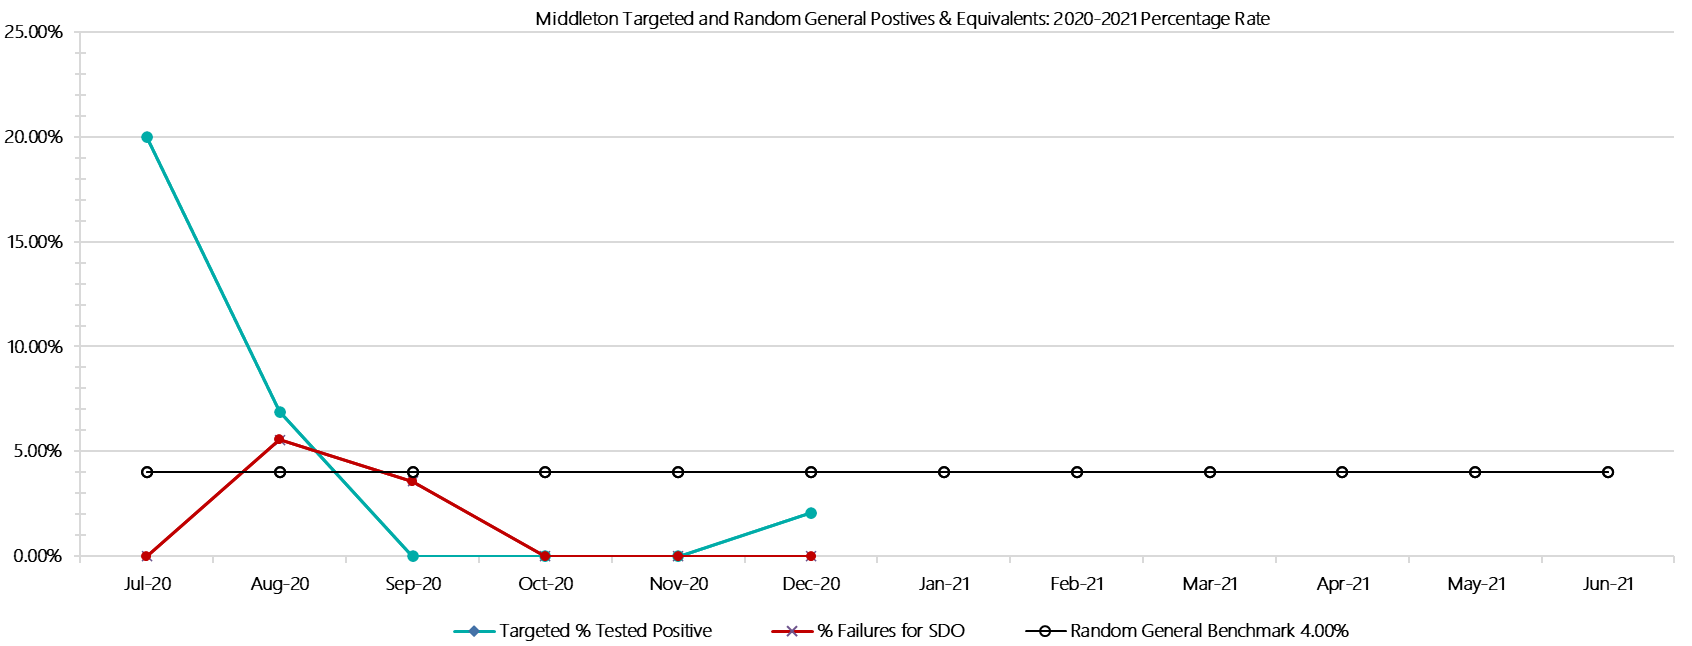 Middleton Targeted and Random General Postives & Equivalents: 2020-2021 Percentage Rate
25.00%
20.00%
15.00%
10.00%
5.00%
0.00%
Jul-20 Aug-20 Sep-20 Oct-20 Nov-20 Dec-20 Jan-21 Feb-21 Mar-21 Apr-21 May-21 Jun-21
Targeted % Tested Positive % Failures for SDO Random General Benchmark 4.00%